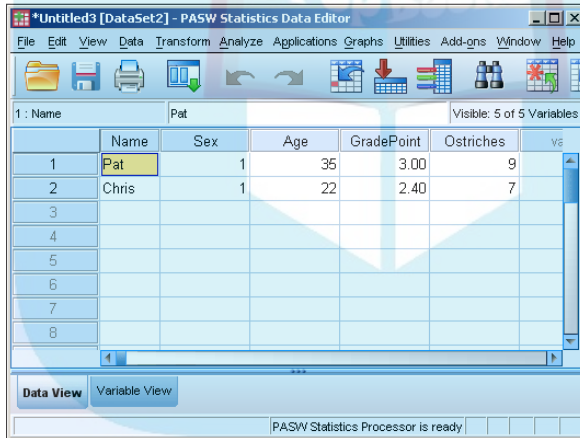 *Untitled3 [DataSet2] - PASW Statistics Data Editor
File Edit View Data Transform Analyze Applications Graphs Utilities Add-ons Window Help
1 : Name Pat Visible: 5 of 5 Variables
Name Sex Age GradePoint Ostriches va
1 Pat 1 35 3.00 9
2 Chris 1 22 2.40 7
3
4
5
6
7
8
Data View Variable View
PASW Statistics Processor is ready